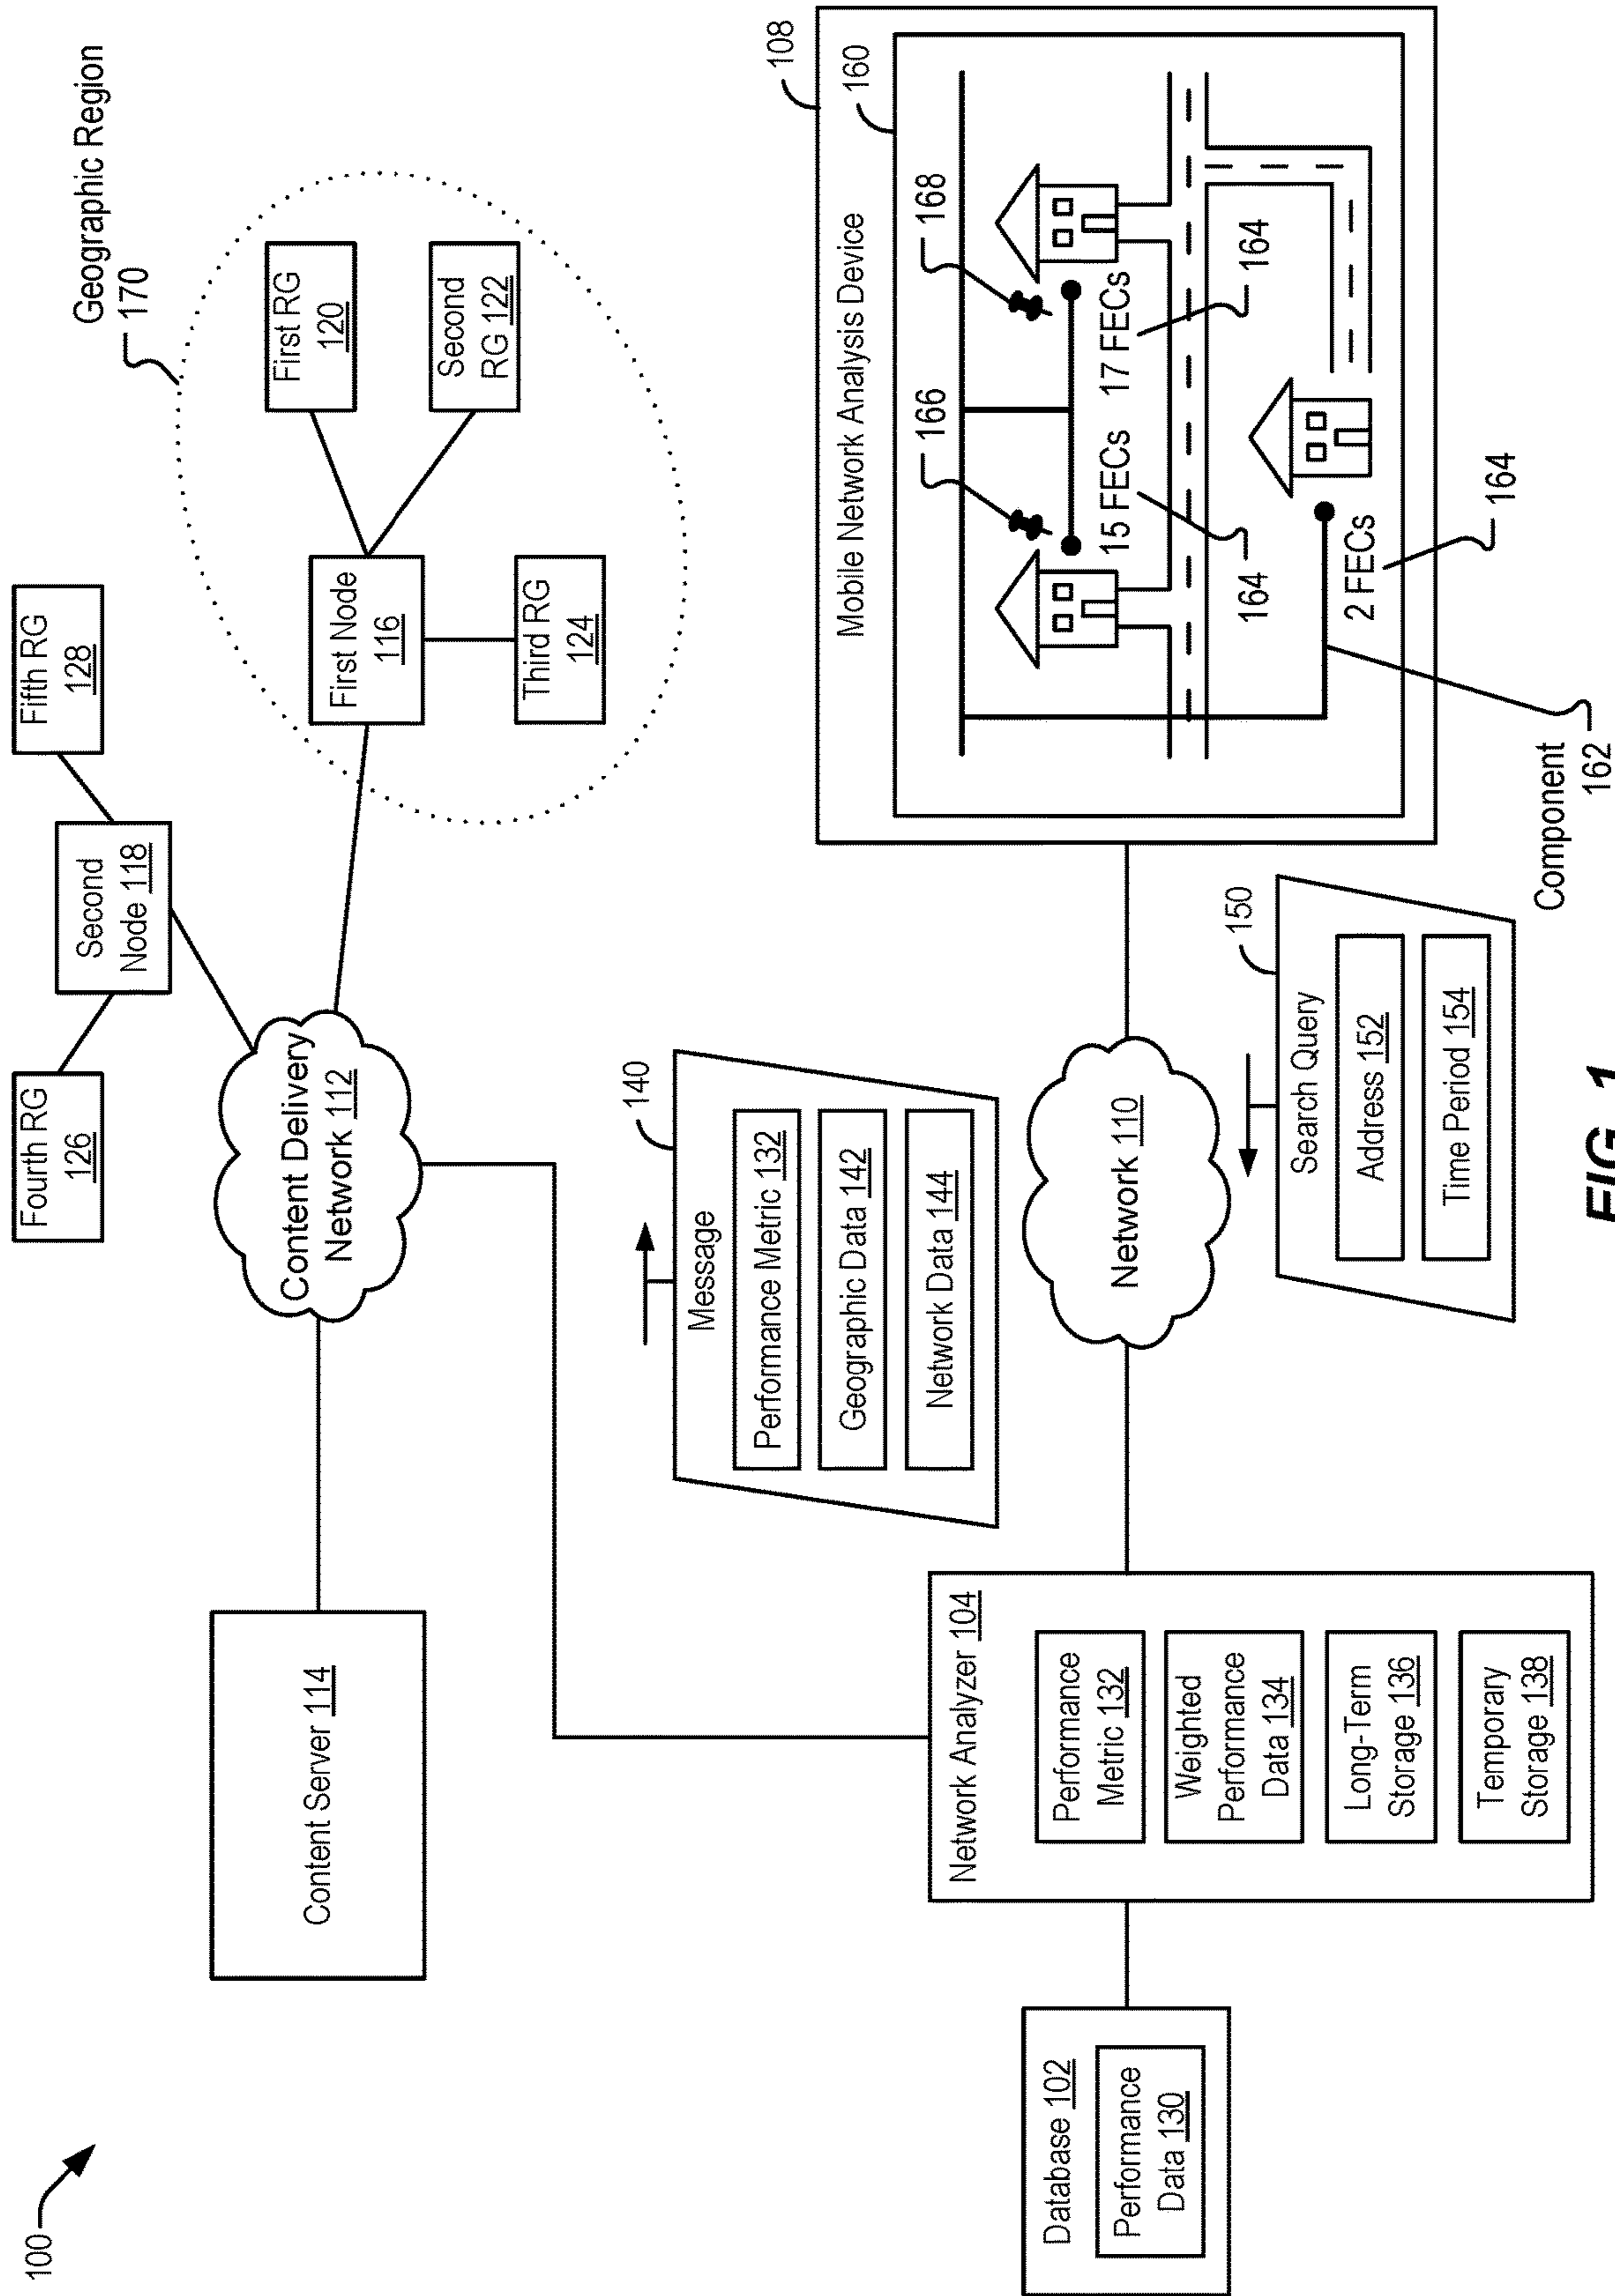 100
Fourth RG
126
Fifth RG
128
Second
Node 118
Geographic Region
170
First RG
120
Second
RG 122
First Node
116
Third RG
124
Content Delivery
Network 112
Content Server 114
140
Message
Performance Metric 132
Geographic Data 142
Network Data 144
Network 110
150
Search Query
Address 152
Time Period 154
Database 102
Performance
Data 130
Network Analyzer 104
Performance
Metric 132
Weighted
Performance
Data 134
Long-Term
Storage 136
Temporary
Storage 138
108
Mobile Network Analysis Device
160
166
168
15 FECs
17 FECs
164
164
2 FECs
164
Component
162
FIG. 1